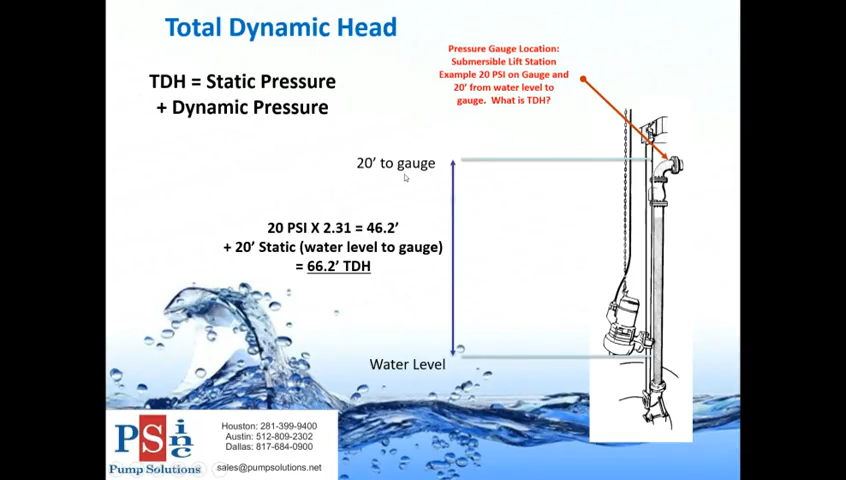 Total Dynamic Head
TDH = Static Pressure
+ Dynamic Pressure
Pressure Gauge Location:
Submersible Lift Station
Example 20 PSI on Gauge and
20' from water level to
gauge. What is TDH?
20' to gauge
20 PSI X 2.31 = 46.2'
+ 20' Static (water level to gauge)
= 66.2' TDH
Water Level
PS inc
Pump Solutions
Houston: 281-399-9400
Austin: 512-809-2302
Dallas: 817-684-0900
sales@pumpsolutions.net